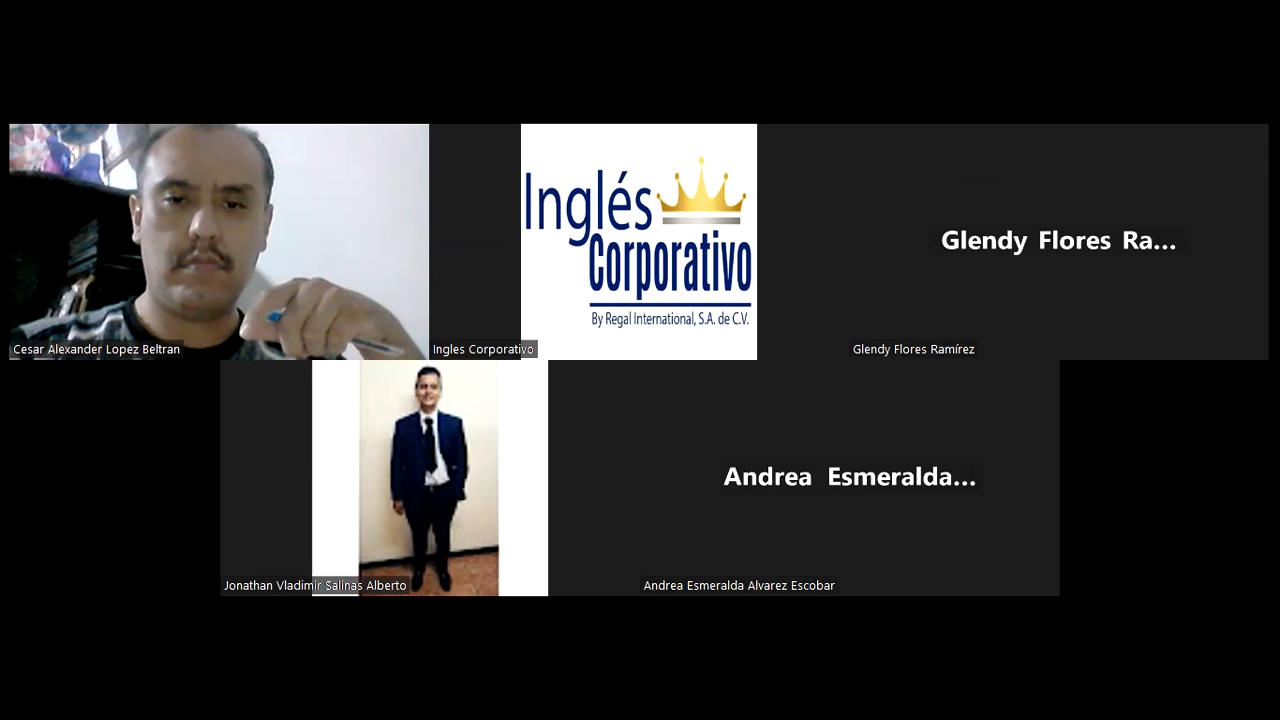 Inglés
Corporativo
By Regal International, S.A. de C.V.
Glendy Flores Ra...
Cesar Alexander Lopez Beltran
Ingles Corporativo
Glendy Flores Ramírez
Andrea Esmeralda...
Jonathan Vladimir Salinas Alberto
Andrea Esmeralda Alvarez Escobar